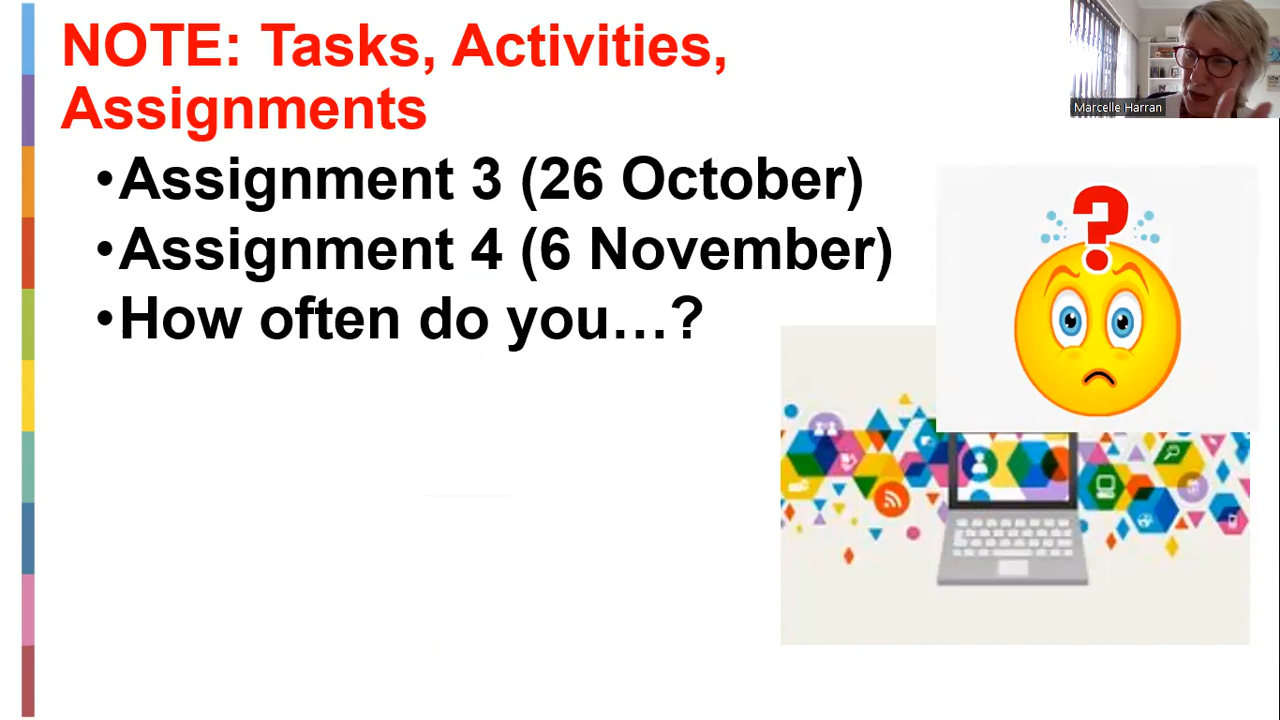 NOTE: Tasks, Activities,
Assignments
•Assignment 3 (26 October)
•Assignment 4 (6 November)
•How often do you…?
?
Marcelle Harran